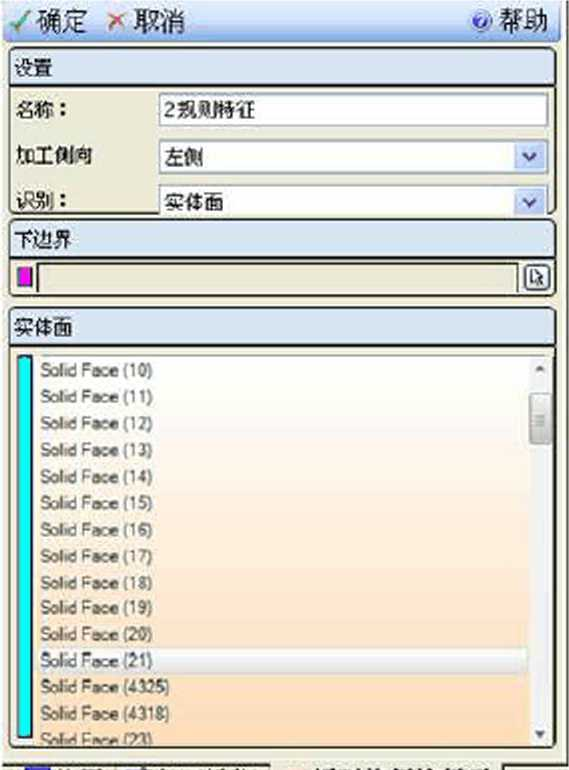 确定 取消 帮助
设置
名称： 2规则特征
加工侧向 左侧
识别： 实体面
下边界
实体面
Solid Face (10)
Solid Face (11)
Solid Face (12)
Solid Face (13)
Solid Face (14)
Solid Face (15)
Solid Face (16)
Solid Face (17)
Solid Face (18)
Solid Face (19)
Solid Face (20)
Solid Face (21)
Solid Face (4325)
Solid Face (4318)
Solid Face (23)